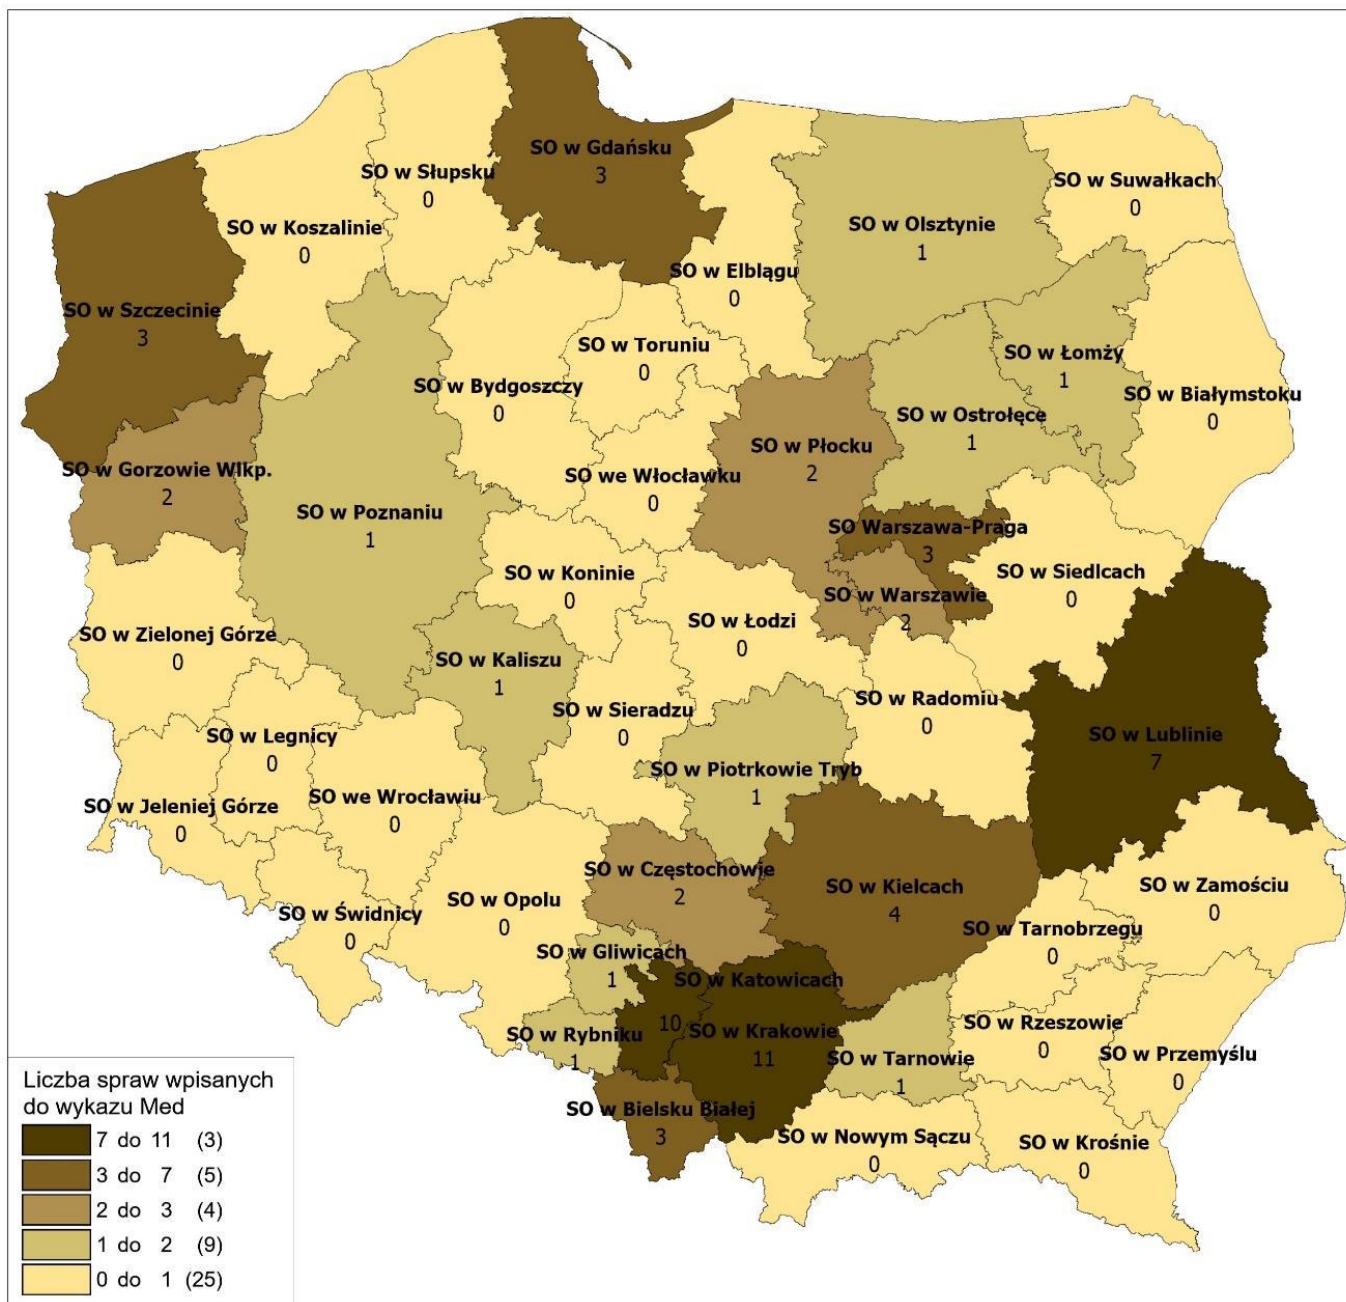 SO w Gdańsku
3
SO w Słupsku
0
SO w Suwałkach
0
SO w Koszalinie
0
SO w Olsztynie
1
SO w Elblągu
0
SO w Szczecinie
3
SO w Toruniu
0
SO w Łomży
1
SO w Bydgoszczy
0
SO w Białymstoku
0
SO w Ostrołęce
1
SO w Płocku
2
SO w Gorzowie Wlkp.
2
SO we Włocławku
0
SO w Poznaniu
1
SO Warszawa-Praga
3
SO w Koninie
0
SO w Siedlcach
0
SO w Warszawie
2
SO w Łodzi
0
SO w Zielonej Górze
0
SO w Kaliszu
1
SO w Radomiu
0
SO w Sieradzu
0
SO w Legnicy
0
SO w Lublinie
7
SO w Piotrkowie Tryb
1
SO we Wrocławiu
0
SO w Jeleniej Górze
0
SO w Częstochowie
2
SO w Kielcach
4
SO w Zamościu
0
SO w Opolu
0
SO w Świdnicy
0
SO w Tarnobrzegu
0
SO w Gliwicach
1
SO w Katowicach
10
SO w Rzeszowie
0
SO w Krakowie
11
SO w Rybniku
1
SO w Przemyślu
0
SO w Tarnowie
1
SO w Bielsku Białej
3
SO w Nowym Sączu
0
SO w Krośnie
0
Liczba spraw wpisanych
do wykazu Med
7 do 11 (3)
3 do 7 (5)
2 do 3 (4)
1 do 2 (9)
0 do 1 (25)